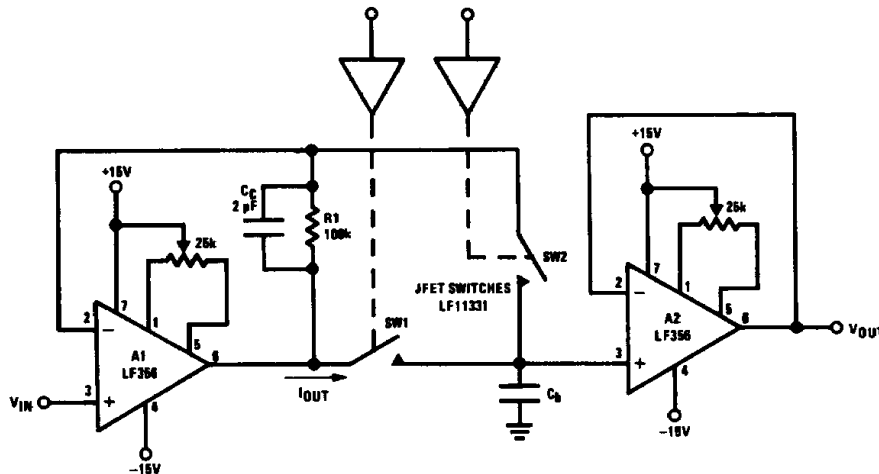 +15V
25k
7
2
1
5
A1
LF356
6
3
4
VIN
−15V
CC
2 pF
R1
100k
IOUT
SW1
SW2
JFET SWITCHES
LF11331
Ch
+15V
25k
7
2
1
5
A2
LF356
6
3
4
VOUT
−15V